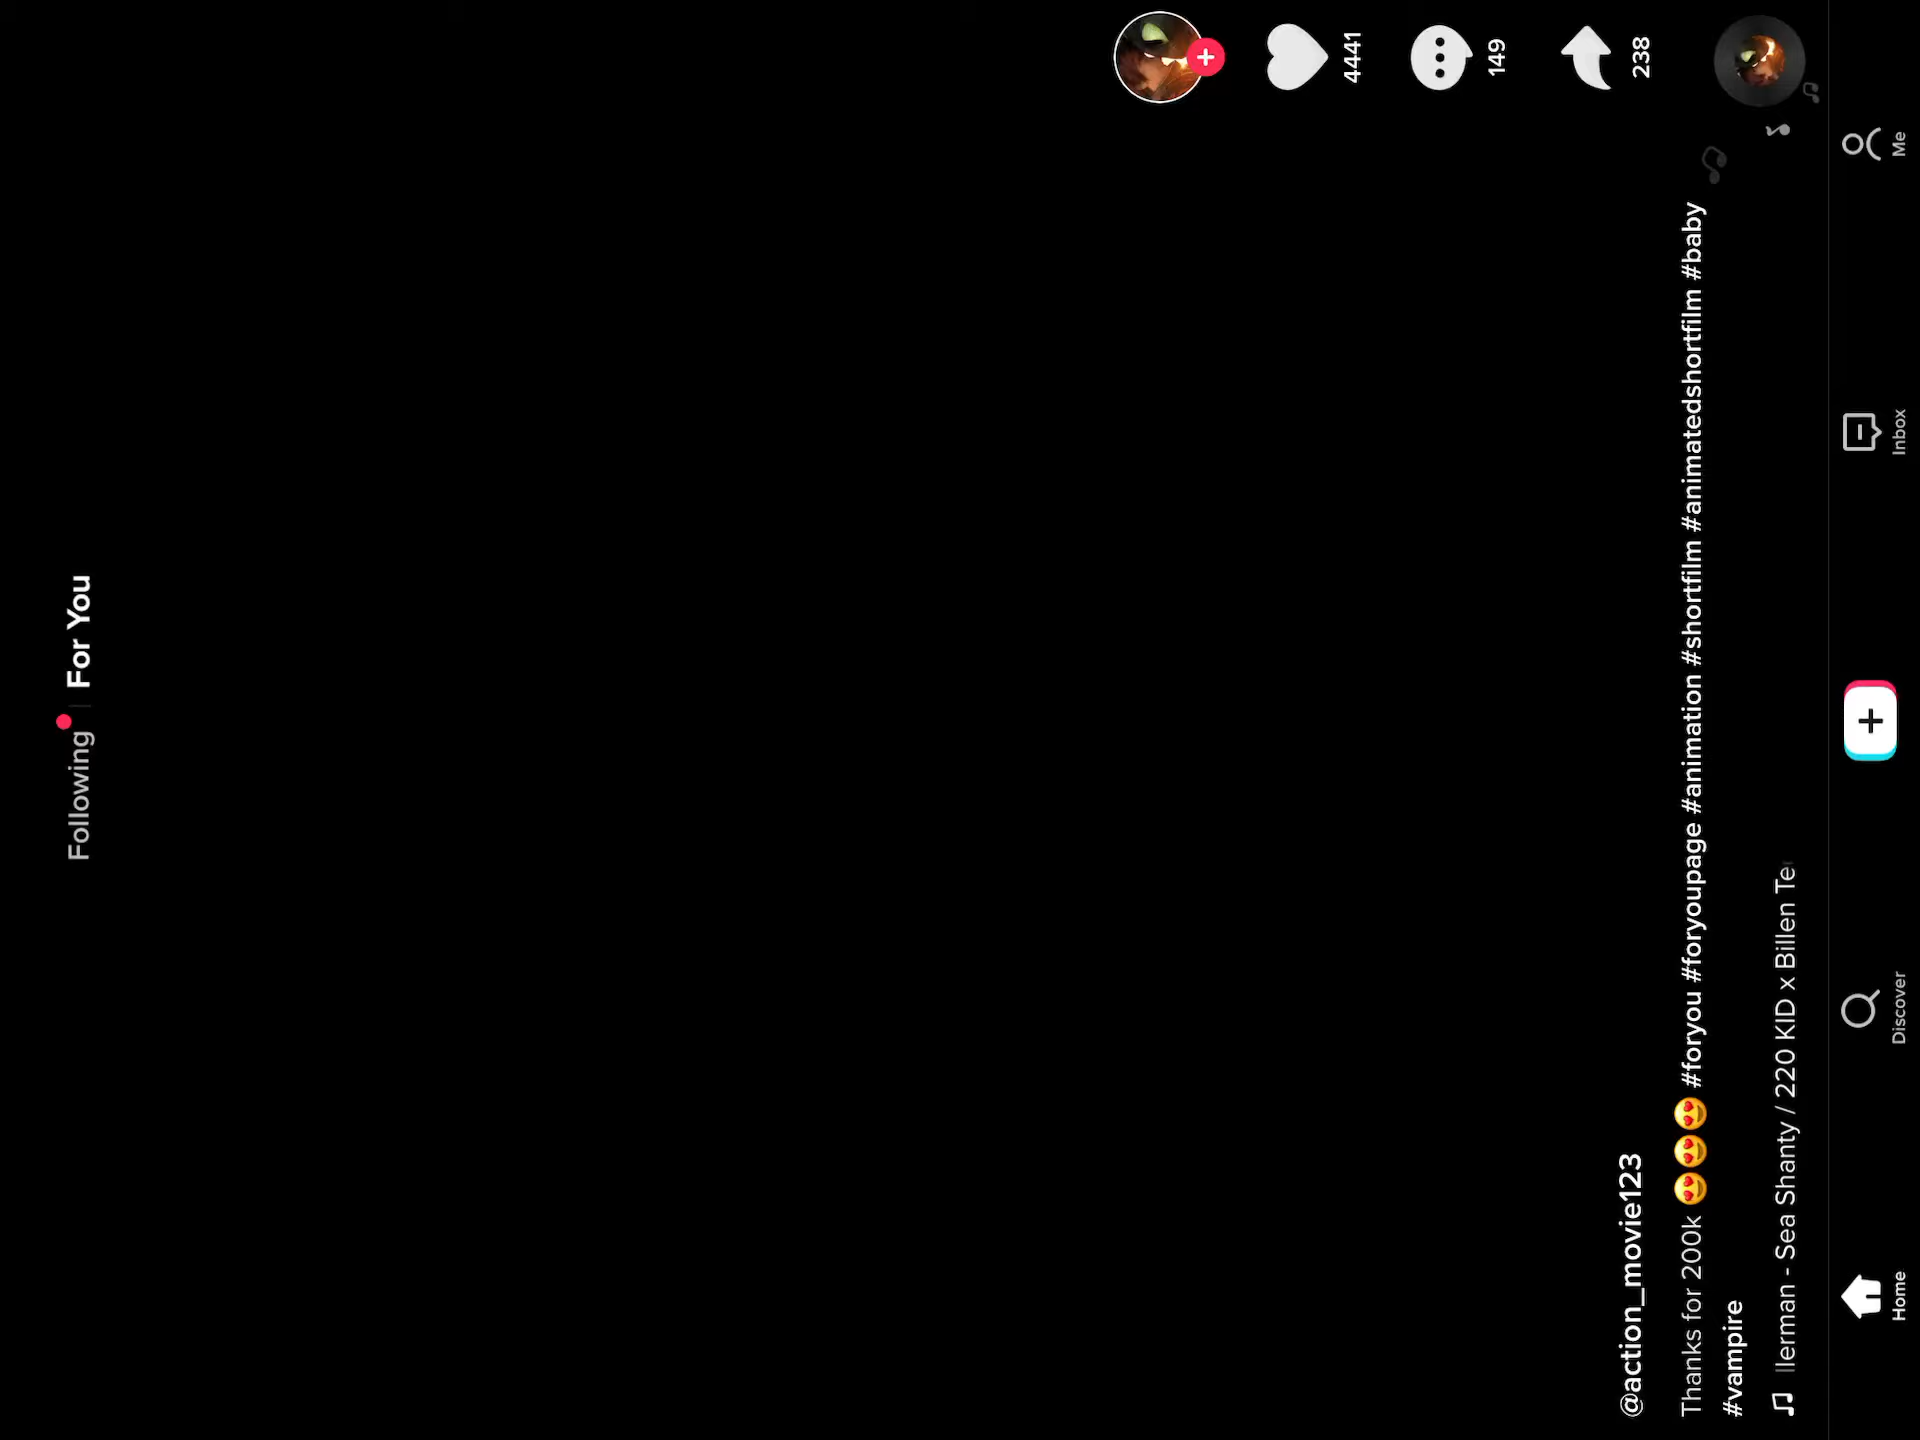 Following | For You
4441
149
238
@action_movie123
Thanks for 200k 😍😍😍 #foryou #foryoupage #animation #shortfilm #animatedshortfilm #baby
#vampire
llerman - Sea Shanty / 220 KID x Billen Te
Home
Discover
Inbox
Me